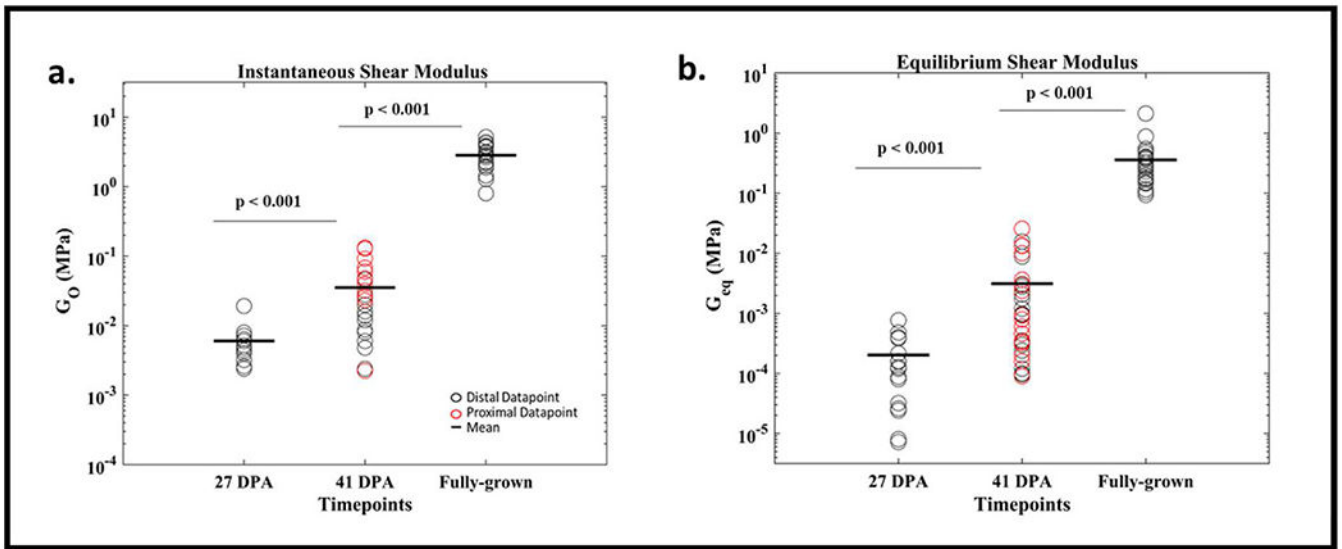 a.
Instantaneous Shear Modulus
10^1
10^0
10^-1
10^-2
10^-3
10^-4
G_O (MPa)
p < 0.001
p < 0.001
Distal Datapoint
Proximal Datapoint
Mean
27 DPA
41 DPA
Fully-grown
Timepoints
b.
Equilibrium Shear Modulus
10^1
10^0
10^-1
10^-2
10^-3
10^-4
10^-5
G_eq (MPa)
p < 0.001
p < 0.001
27 DPA
41 DPA
Fully-grown
Timepoints